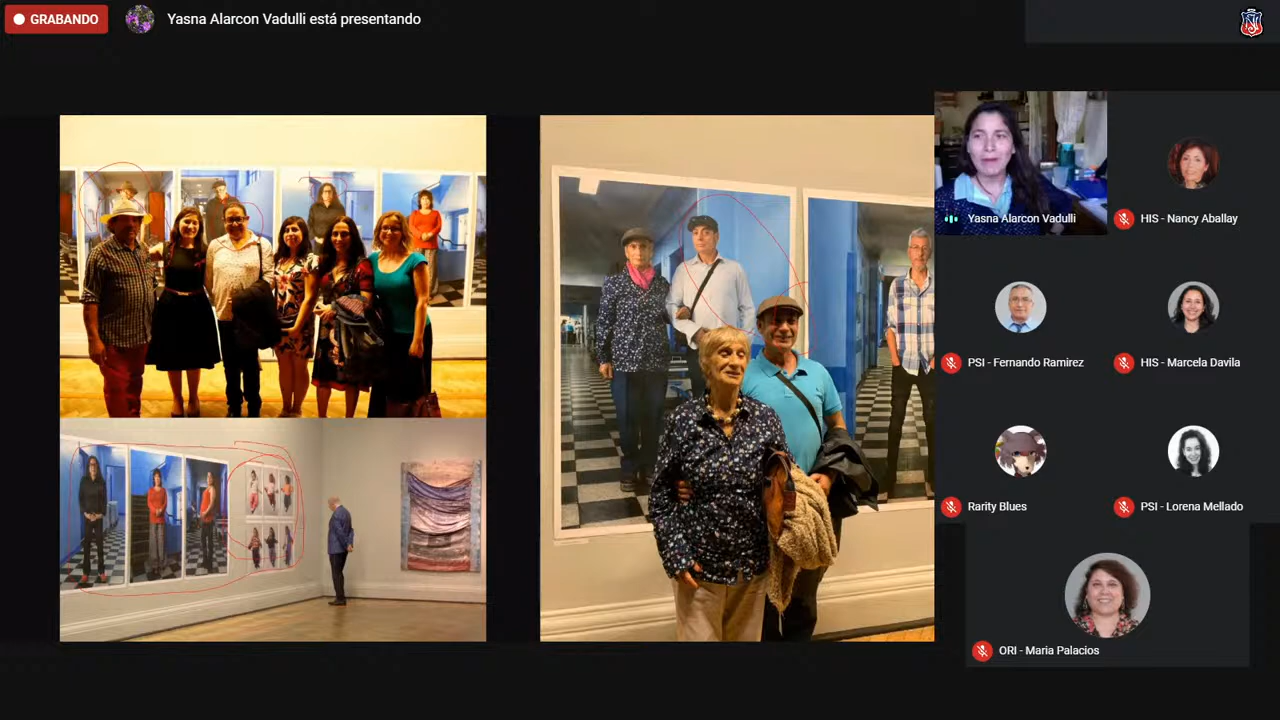 GRABANDO
Yasna Alarcon Vadulli está presentando
Yasna Alarcon Vadulli
HIS - Nancy Aballay
PSI - Fernando Ramirez
HIS - Marcela Davila
Rarity Blues
PSI - Lorena Mellado
ORI - Maria Palacios